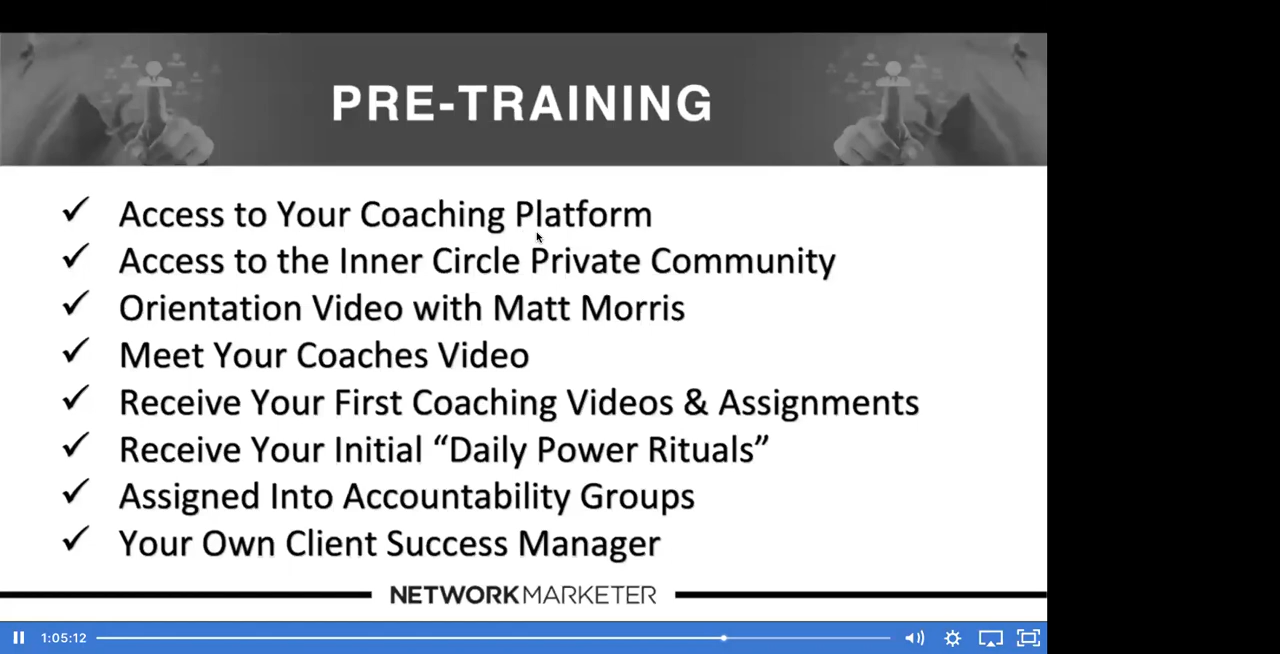 PRE-TRAINING
✓ Access to Your Coaching Platform
✓ Access to the Inner Circle Private Community
✓ Orientation Video with Matt Morris
✓ Meet Your Coaches Video
✓ Receive Your First Coaching Videos & Assignments
✓ Receive Your Initial “Daily Power Rituals”
✓ Assigned Into Accountability Groups
✓ Your Own Client Success Manager
NETWORKMARKETER
1:05:12